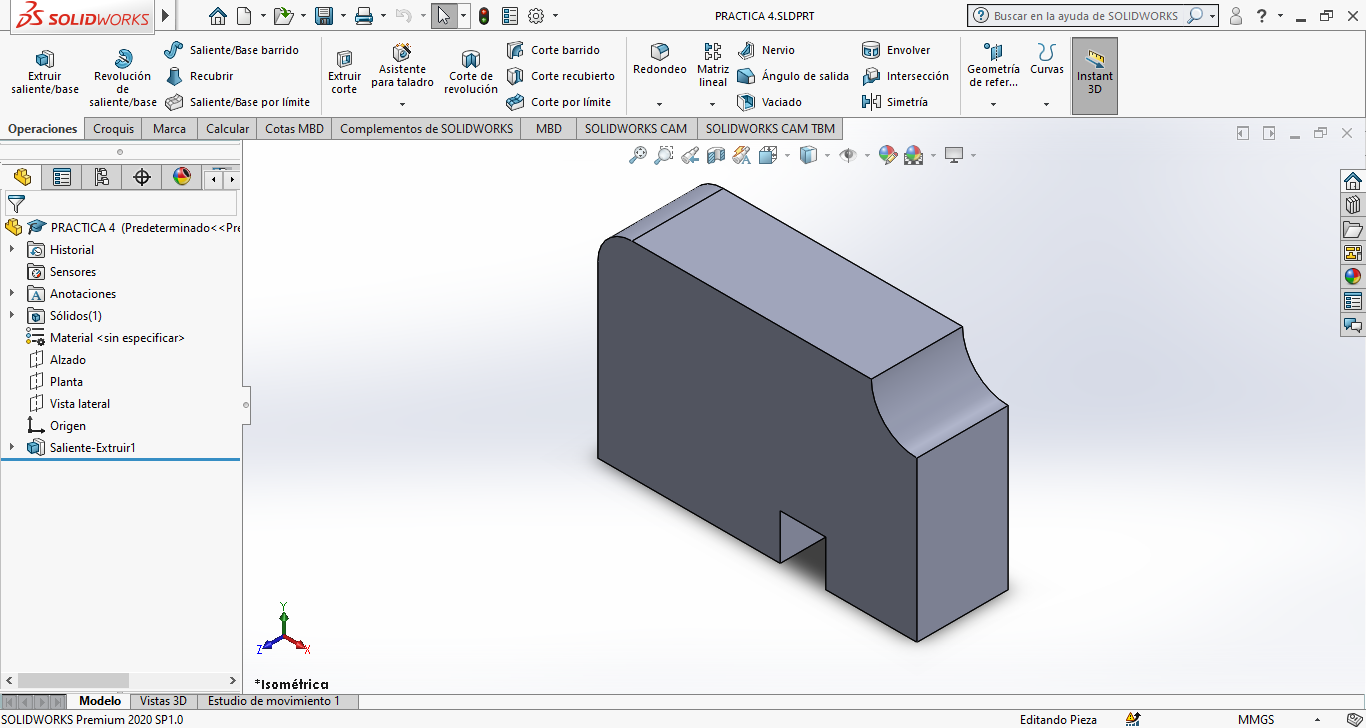 SOLIDWORKS
PRACTICA 4.SLDPRT
Buscar en la ayuda de SOLIDWORKS
Extruir saliente/base
Revolución de saliente/base
Saliente/Base barrido
Recubrir
Saliente/Base por límite
Extruir corte
Asistente para taladro
Corte de revolución
Corte barrido
Corte recubierto
Corte por límite
Redondeo
Matriz lineal
Nervio
Ángulo de salida
Vaciado
Envolver
Intersección
Simetría
Geometría de refer...
Curvas
Instant 3D
Operaciones
Croquis
Marca
Calcular
Cotas MBD
Complementos de SOLIDWORKS
MBD
SOLIDWORKS CAM
SOLIDWORKS CAM TBM
PRACTICA 4 (Predeterminado<<Pre
Historial
Sensores
Anotaciones
Sólidos(1)
Material <sin especificar>
Alzado
Planta
Vista lateral
Origen
Saliente-Extruir1
Y
Z
X
*Isométrica
Modelo
Vistas 3D
Estudio de movimiento 1
SOLIDWORKS Premium 2020 SP1.0
Editando Pieza
MMGS